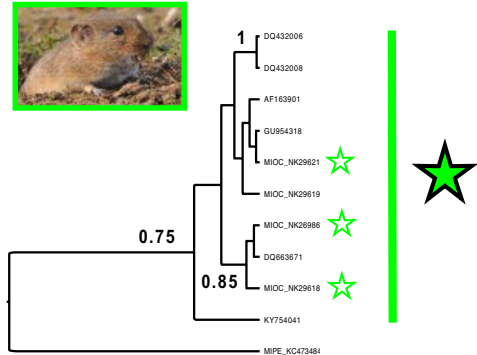 1
DQ432006
DQ432008
AF163901
GU954318
MIOC_NK29621
MIOC_NK29619
MIOC_NK26986
0.75
DQ663671
0.85
MIOC_NK29618
KY754041
MIPE_KC473484